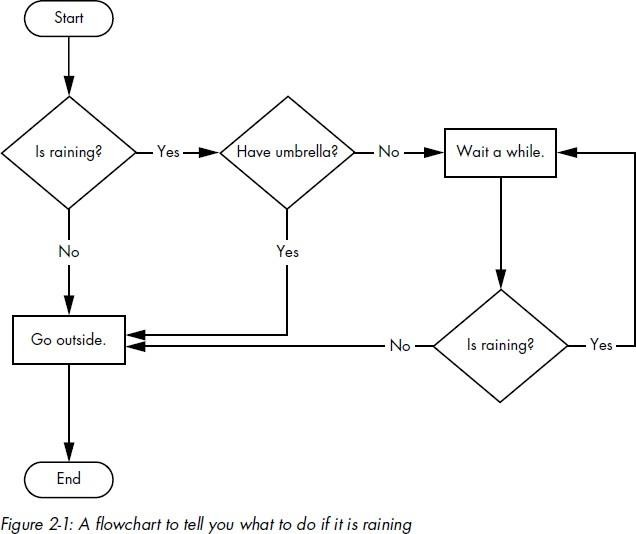 Start
Is raining?
Yes
Have umbrella?
No
Wait a while.
No
Yes
Go outside.
No
Is raining?
Yes
End
Figure 2-1: A flowchart to tell you what to do if it is raining